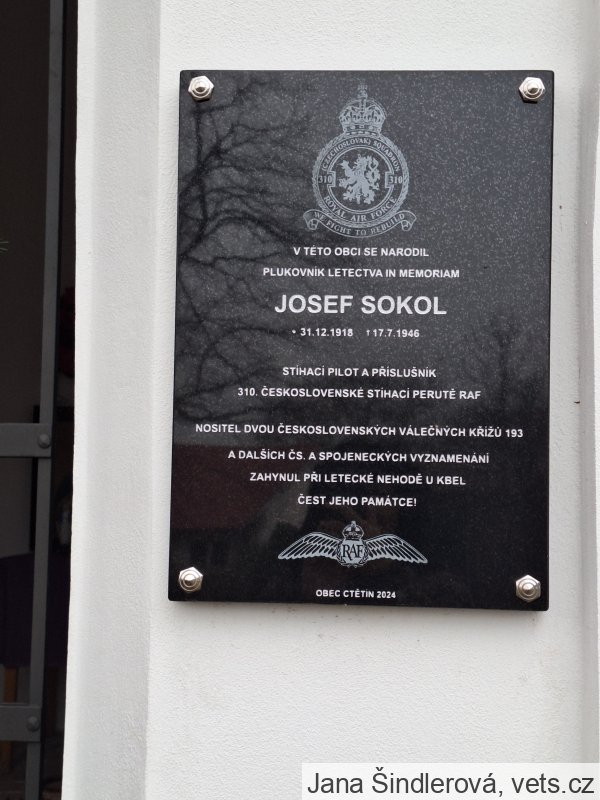 CZECHOSLOVAK SQUADRON
310 310
ROYAL AIR FORCE
WE FIGHT TO REBUILD
V TÉTO OBCI SE NARODIL
PLUKOVNÍK LETECTVA IN MEMORIAM
JOSEF SOKOL
* 31.12.1918 † 17.7.1946
STÍHACÍ PILOT A PŘÍSLUŠNÍK
310. ČESKOSLOVENSKÉ STÍHACÍ PERUTĚ RAF
NOSITEL DVOU ČESKOSLOVENSKÝCH VÁLEČNÝCH KŘÍŽŮ 193
A DALŠÍCH ČS. A SPOJENECKÝCH VYZNAMENÁNÍ
ZAHYNUL PŘI LETECKÉ NEHODĚ U KBEL
ČEST JEHO PAMÁTCE!
RAF
OBEC CTĚTÍN 2024
Jana Šindlerová, vets.cz